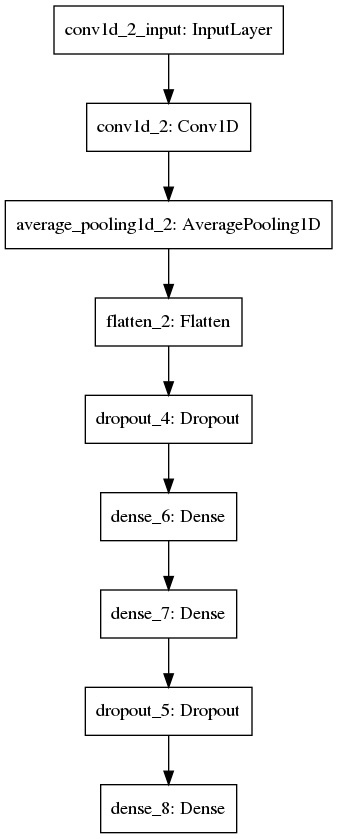 conv1d_2_input: InputLayer
conv1d_2: Conv1D
average_pooling1d_2: AveragePooling1D
flatten_2: Flatten
dropout_4: Dropout
dense_6: Dense
dense_7: Dense
dropout_5: Dropout
dense_8: Dense